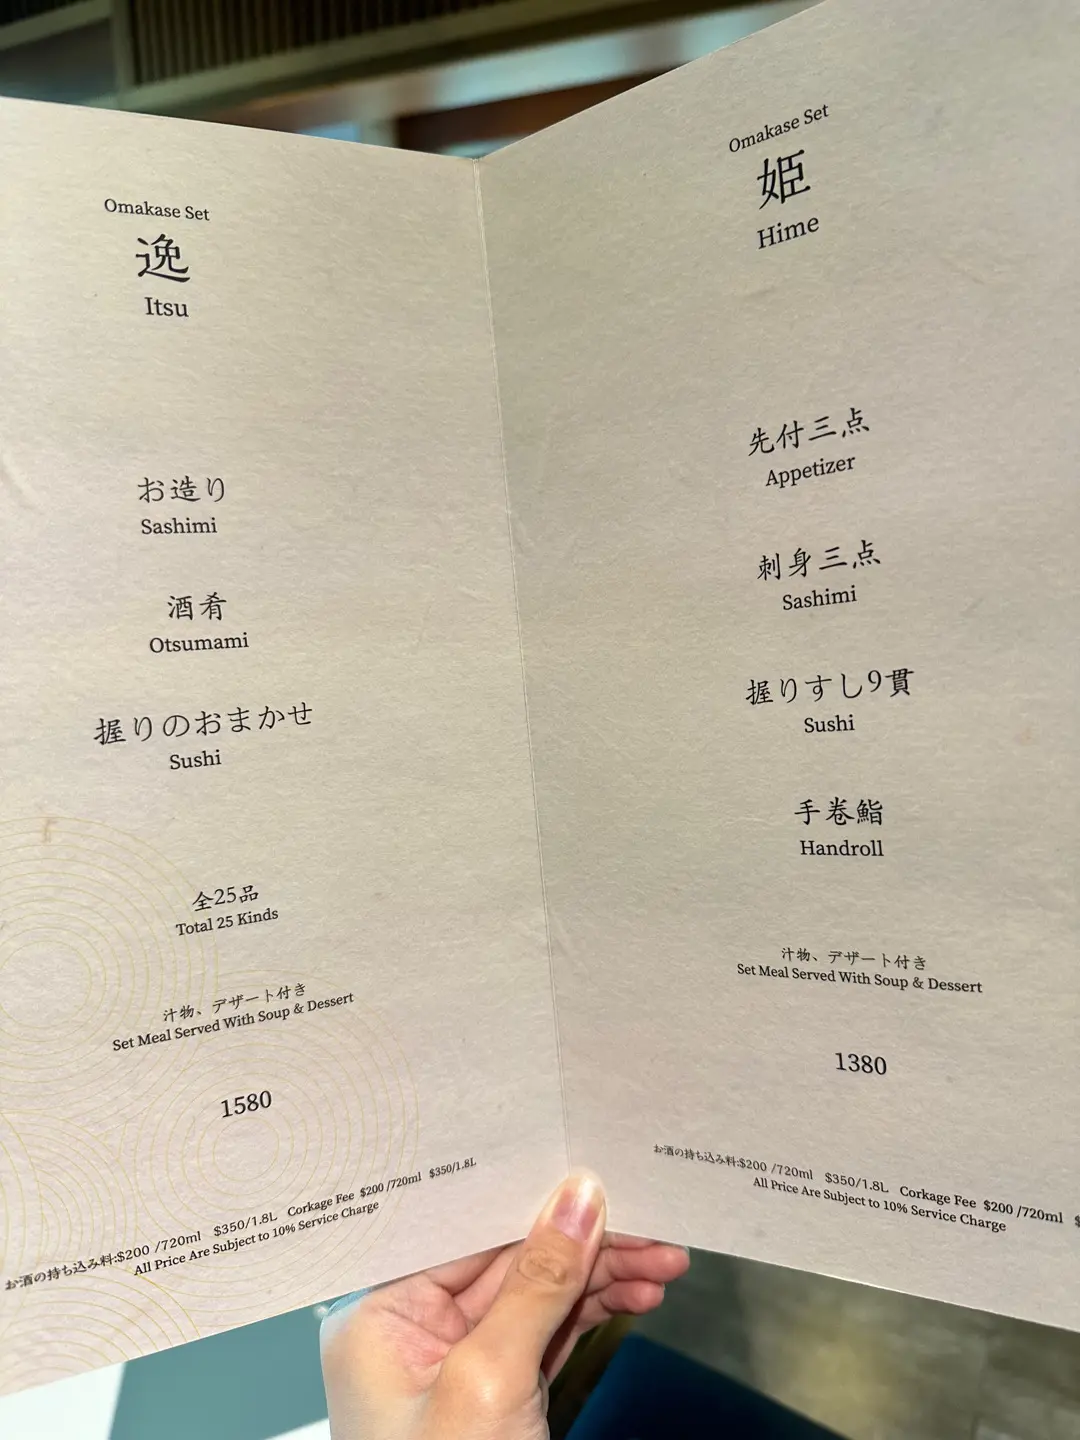 Omakase Set
逸
Itsu
お造り
Sashimi
酒肴
Otsumami
握りのおまかせ
Sushi
全25品
Total 25 Kinds
汁物、デザート付き
Set Meal Served With Soup & Dessert
1580
お酒の持ち込み料:$200 /720ml $350/1.8L Corkage Fee $200 /720ml $350/1.8L
All Price Are Subject to 10% Service Charge
Omakase Set
姫
Hime
先付三点
Appetizer
刺身三点
Sashimi
握りすし9貫
Sushi
手巻鮨
Handroll
汁物、デザート付き
Set Meal Served With Soup & Dessert
1380
お酒の持ち込み料:$200 /720ml $350/1.8L Corkage Fee $200 /720ml $
All Price Are Subject to 10% Service Charge